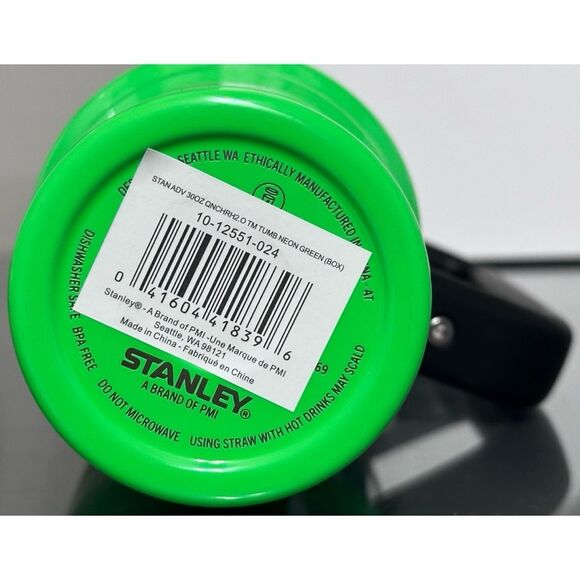 SEATTLE WA ETHICALLY MANUFACTURED IN
- AT
STAN ADV 30OZ QNCHRH2.O TM TUMB NEON GREEN (BOX)
10-12551-024
0 41604 41839 6
Stanley® - A Brand of PMI -Une Marque de PMI
Seattle, WA 98121
Made in China - Fabriqué en Chine
STANLEY®
A BRAND OF PMI
DISHWASHER SAFE BPA FREE
DO NOT MICROWAVE
USING STRAW WITH HOT DRINKS MAY SCALD